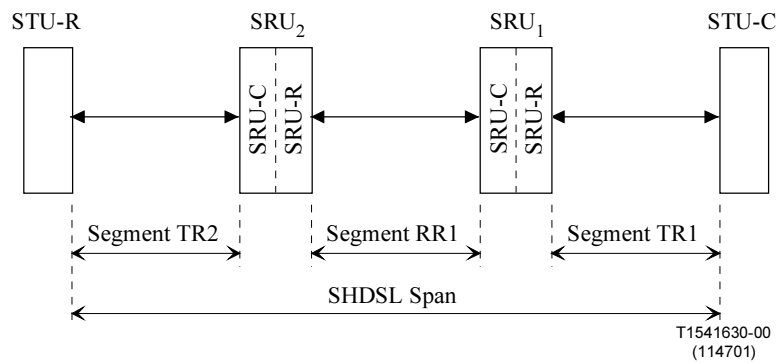 STU-R
SRU2
SRU1
STU-C
SRU-C
SRU-R
SRU-C
SRU-R
Segment TR2
Segment RR1
Segment TR1
SHDSL Span
T1541630-00
(114701)